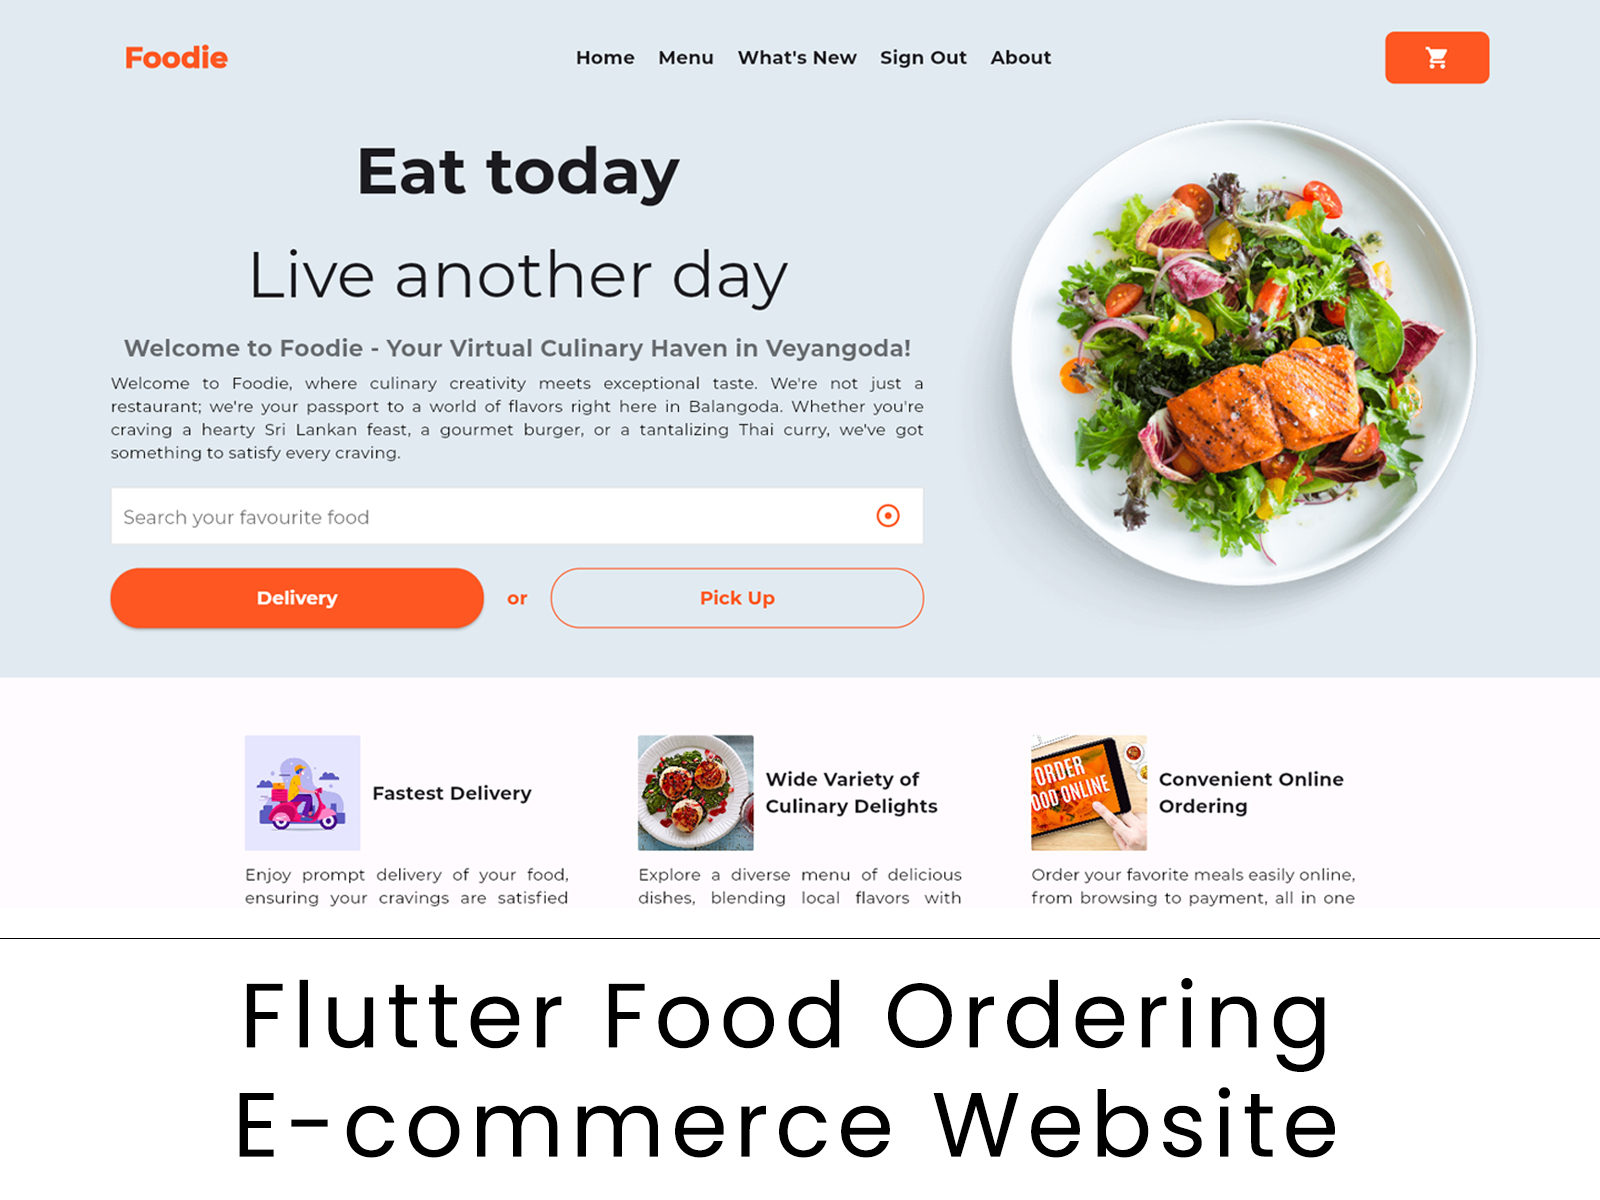 Foodie
Home Menu What's New Sign Out About
Eat today
Live another day
Welcome to Foodie - Your Virtual Culinary Haven in Veyangoda!
Welcome to Foodie, where culinary creativity meets exceptional taste. We're not just a
restaurant; we're your passport to a world of flavors right here in Balangoda. Whether you're
craving a hearty Sri Lankan feast, a gourmet burger, or a tantalizing Thai curry, we've got
something to satisfy every craving.
Search your favourite food
Delivery or Pick Up
Fastest Delivery
Enjoy prompt delivery of your food,
ensuring your cravings are satisfied
Wide Variety of
Culinary Delights
Explore a diverse menu of delicious
dishes, blending local flavors with
ORDER
OOD ONLINE
Convenient Online
Ordering
Order your favorite meals easily online,
from browsing to payment, all in one
Flutter Food Ordering
E-commerce Website